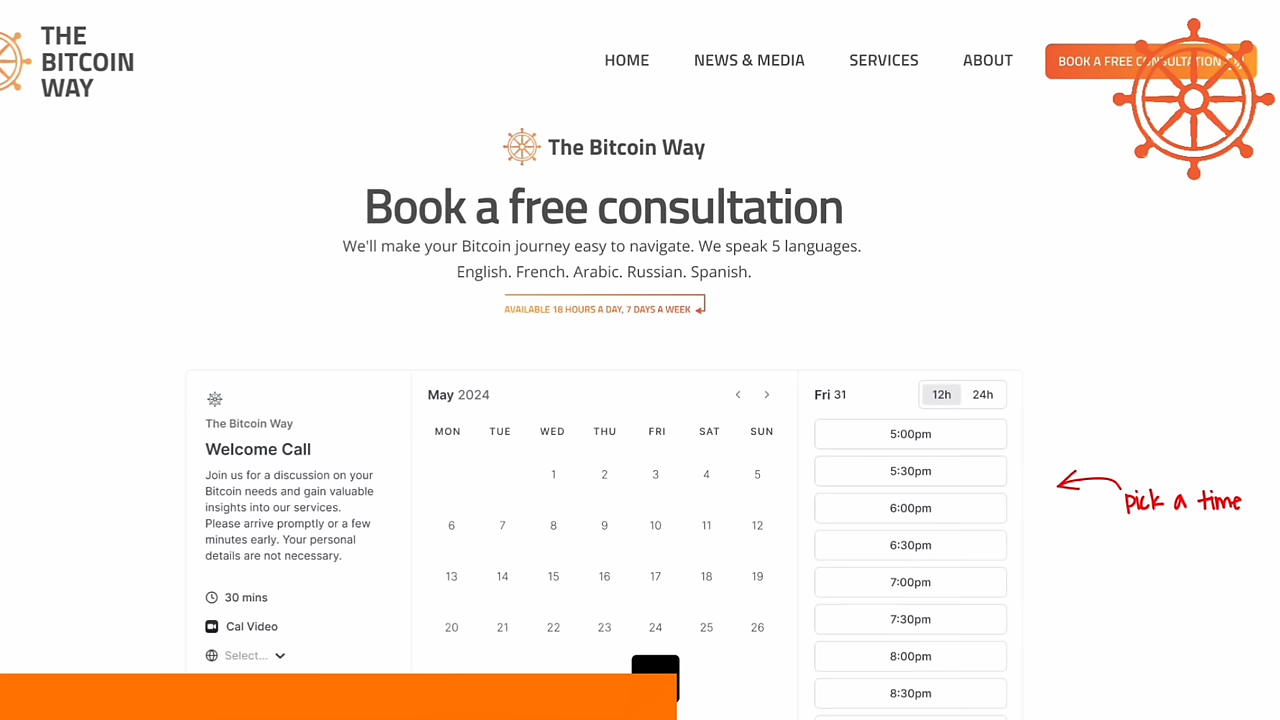 THE
BITCOIN
WAY
HOME NEWS & MEDIA SERVICES ABOUT BOOK A FREE CONSULTATION
The Bitcoin Way
Book a free consultation
We'll make your Bitcoin journey easy to navigate. We speak 5 languages.
English. French. Arabic. Russian. Spanish.
AVAILABLE 18 HOURS A DAY, 7 DAYS A WEEK
The Bitcoin Way
Welcome Call
Join us for a discussion on your
Bitcoin needs and gain valuable
insights into our services.
Please arrive promptly or a few
minutes early. Your personal
details are not necessary.
30 mins
Cal Video
Select...
May 2024
MON TUE WED THU FRI SAT SUN
1 2 3 4 5
6 7 8 9 10 11 12
13 14 15 16 17 18 19
20 21 22 23 24 25 26
Fri 31 12h 24h
5:00pm
5:30pm
6:00pm
6:30pm
7:00pm
7:30pm
8:00pm
8:30pm
pick a time